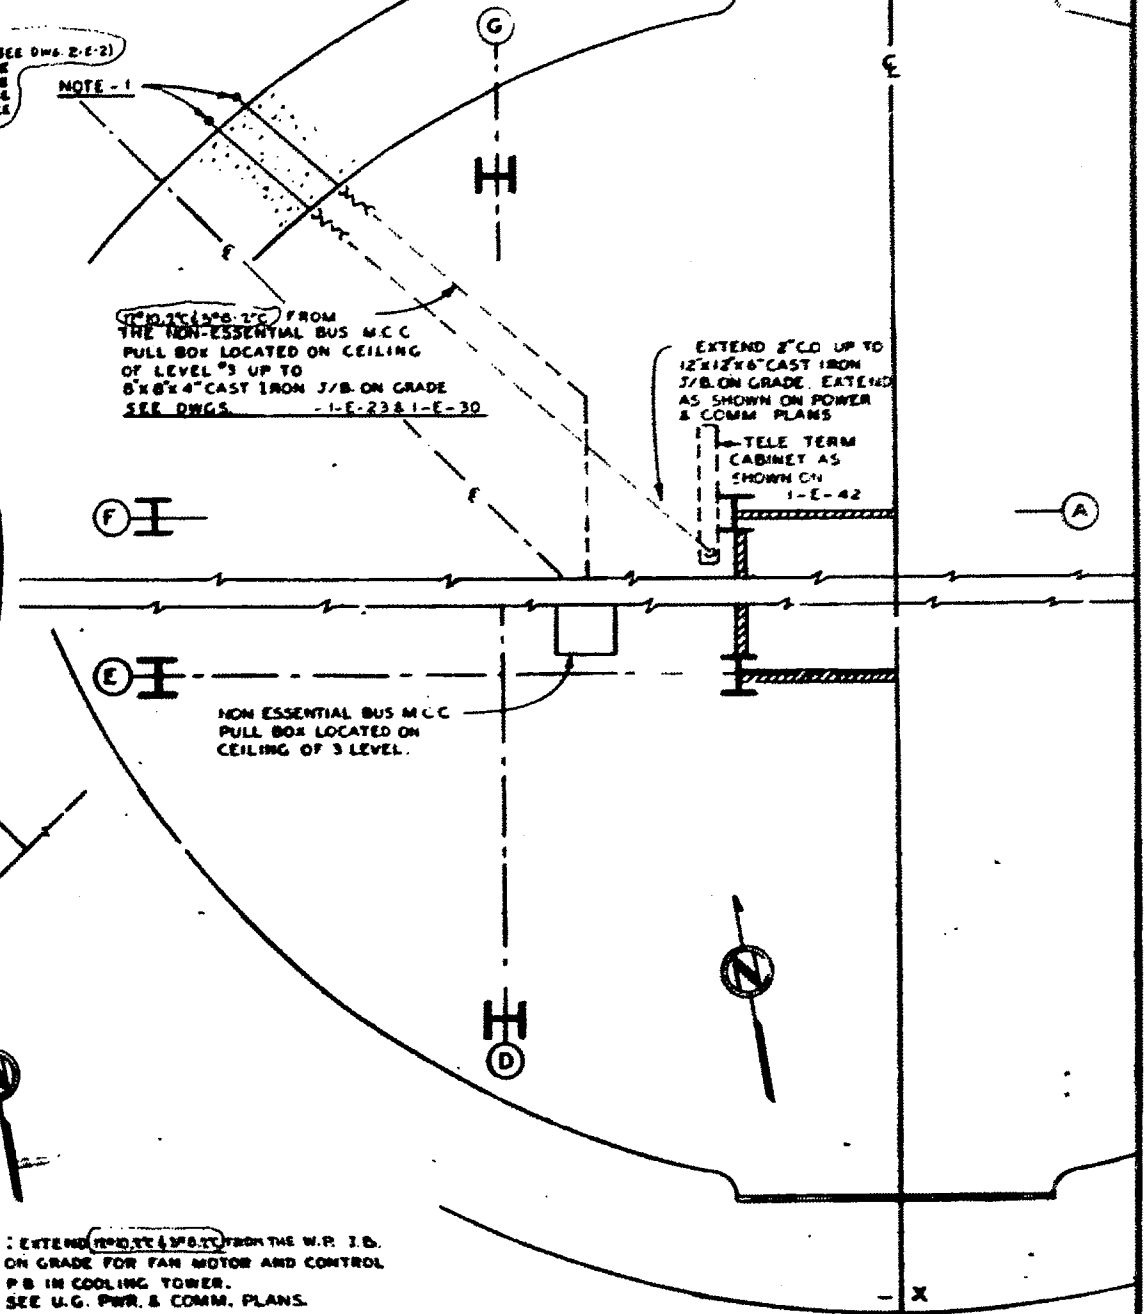 SEE DWG. 2-E-2)
NOTE - 1
G
℄
FROM
THE NON-ESSENTIAL BUS M.C.C
PULL BOX LOCATED ON CEILING
OF LEVEL #3 UP TO
8"X8"X4" CAST IRON J/B. ON GRADE
SEE DWGS. -1-E-23 & 1-E-30
EXTEND 2"C.O UP TO
12"X12"X6" CAST IRON
J/B. ON GRADE. EXTEND
AS SHOWN ON POWER
& COMM PLANS
TELE TERM
CABINET AS
SHOWN ON
1-E-42
F
A
E
NON ESSENTIAL BUS M C C
PULL BOX LOCATED ON
CEILING OF 3 LEVEL.
N
D
: EXTEND FROM THE W.P. J.B.
ON GRADE FOR FAN MOTOR AND CONTROL
P B IN COOLING TOWER.
SEE U.G. PWR. & COMM. PLANS.
X